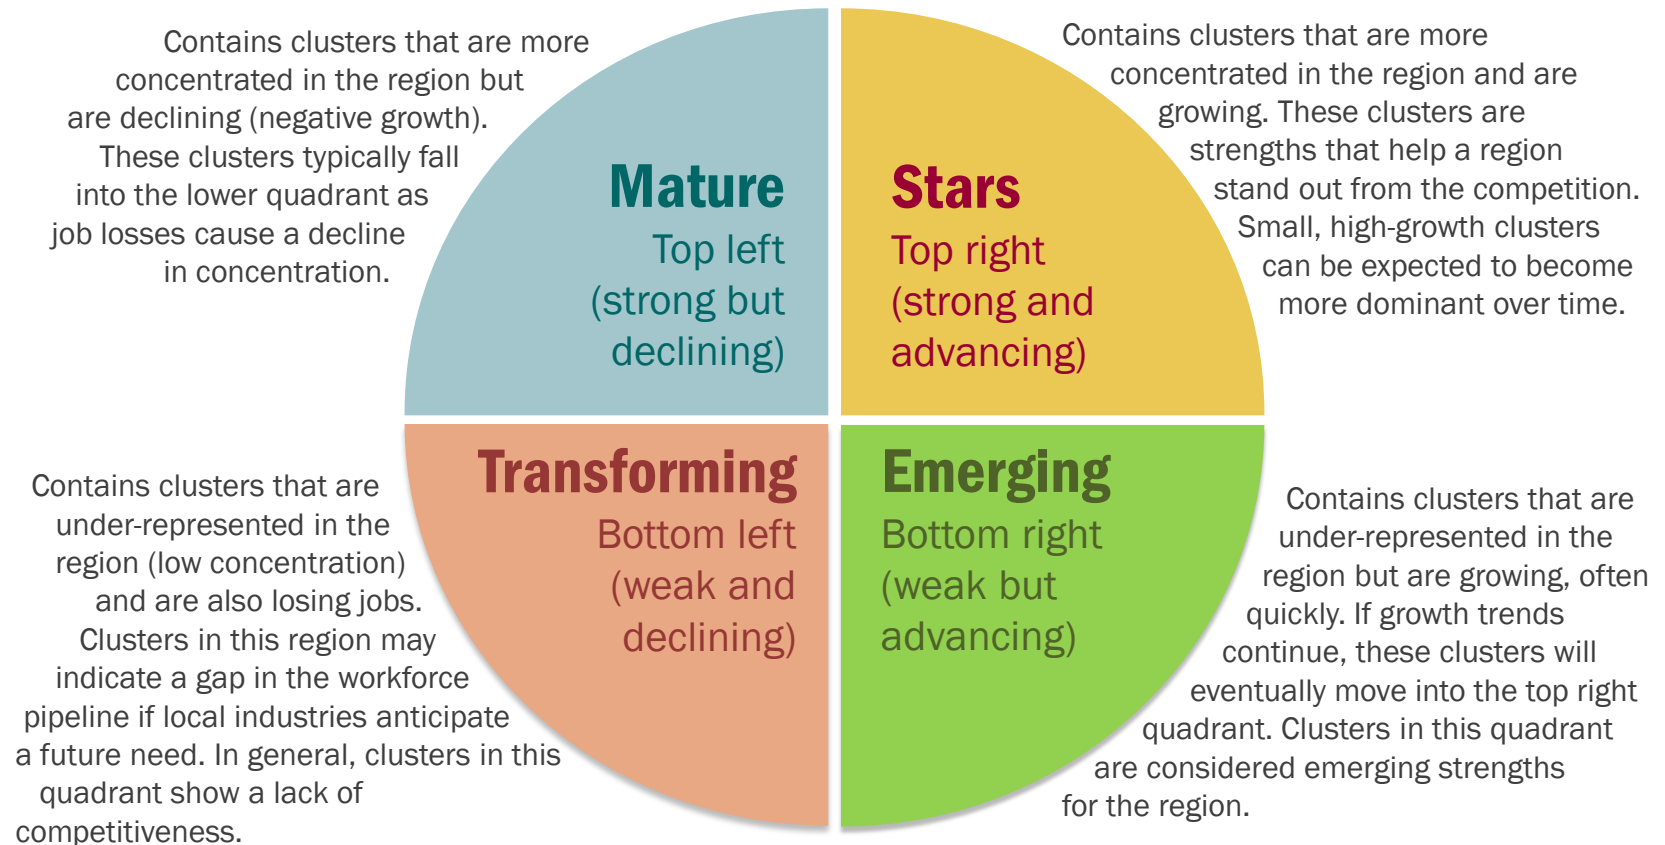 Contains clusters that are more
concentrated in the region but
are declining (negative growth).
These clusters typically fall
into the lower quadrant as
job losses cause a decline
in concentration.
Mature
Top left
(strong but
declining)
Stars
Top right
(strong and
advancing)
Contains clusters that are more
concentrated in the region and are
growing. These clusters are
strengths that help a region
stand out from the competition.
Small, high-growth clusters
can be expected to become
more dominant over time.
Contains clusters that are
under-represented in the
region (low concentration)
and are also losing jobs.
Clusters in this region may
indicate a gap in the workforce
pipeline if local industries anticipate
a future need. In general, clusters in this
quadrant show a lack of
competitiveness.
Transforming
Bottom left
(weak and
declining)
Emerging
Bottom right
(weak but
advancing)
Contains clusters that are
under-represented in the
region but are growing, often
quickly. If growth trends
continue, these clusters will
eventually move into the top right
quadrant. Clusters in this quadrant
are considered emerging strengths
for the region.